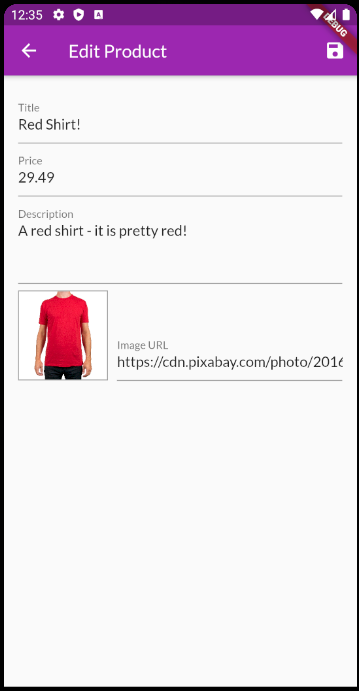 12:35
DEBUG
Edit Product
Title
Red Shirt!
Price
29.49
Description
A red shirt - it is pretty red!
Image URL
https://cdn.pixabay.com/photo/2016